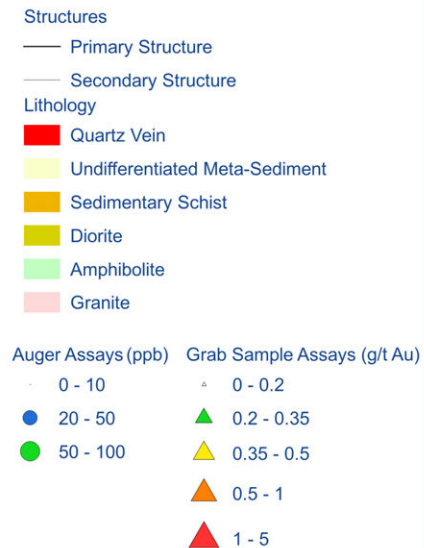 Structures
Primary Structure
Secondary Structure
Lithology
Quartz Vein
Undifferentiated Meta-Sediment
Sedimentary Schist
Diorite
Amphibolite
Granite
Auger Assays (ppb) Grab Sample Assays (g/t Au)
0 - 10 0 - 0.2
20 - 50 0.2 - 0.35
50 - 100 0.35 - 0.5
0.5 - 1
1 - 5